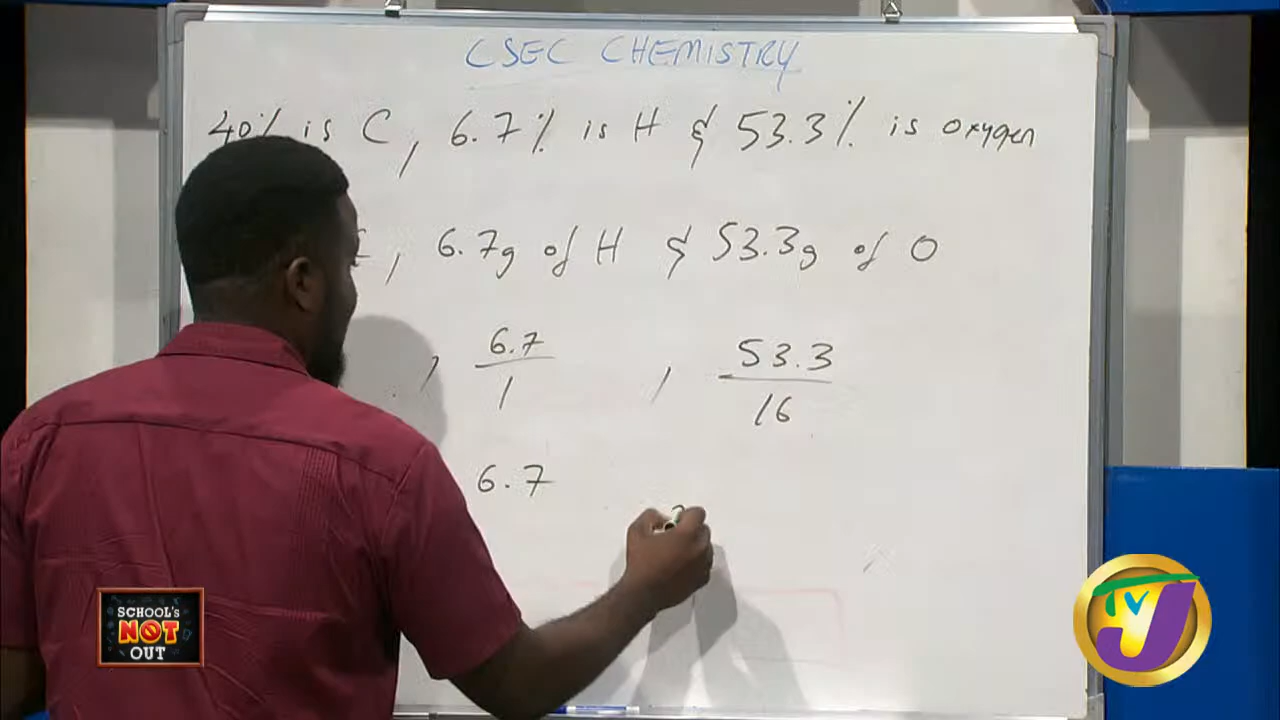 CSEC CHEMISTRY
40% is C, 6.7% is H & 53.3% is oxygen
, 6.7g of H & 53.3g of O
, 6.7 / 1 , 53.3 / 16
6.7
SCHOOL'S
NOT
OUT
TVJ